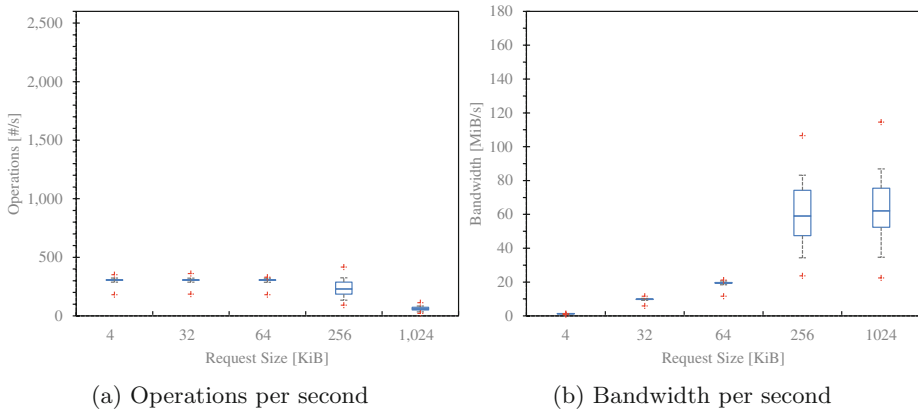 2,500
2,000
1,500
1,000
500
0
Operations [#/s]
4 32 64 256 1,024
Request Size [KiB]
(a) Operations per second
180
160
140
120
100
80
60
40
20
0
Bandwidth [MiB/s]
4 32 64 256 1024
Request Size [KiB]
(b) Bandwidth per second